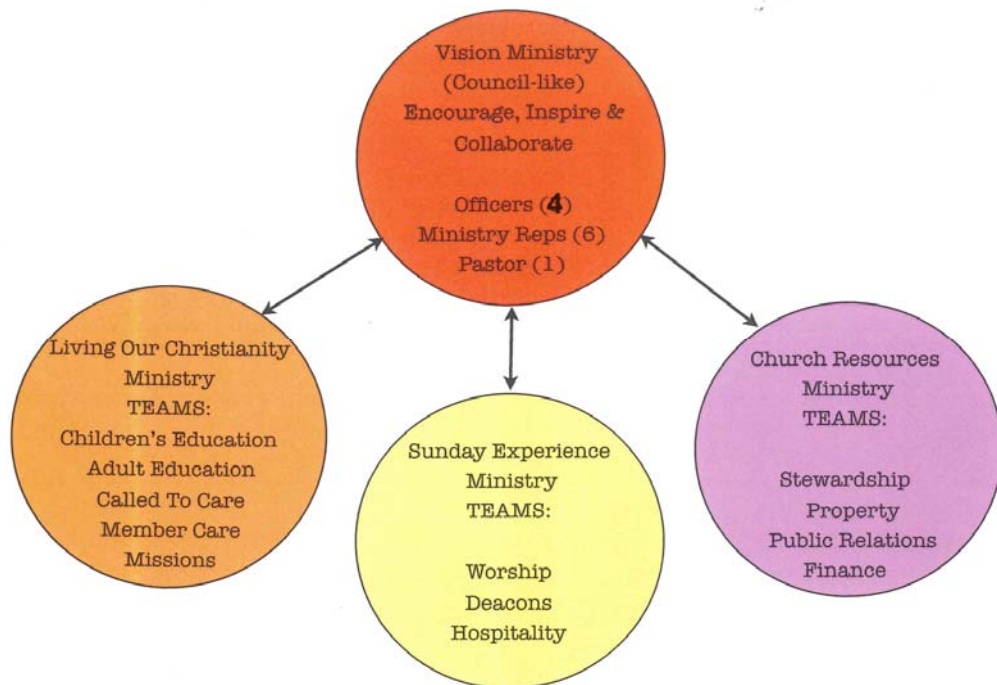 Vision Ministry
(Council-like)
Encourage, Inspire &
Collaborate
Officers (4)
Ministry Reps (6)
Pastor (1)
Living Our Christianity
Ministry
TEAMS:
Children's Education
Adult Education
Called To Care
Member Care
Missions
Sunday Experience
Ministry
TEAMS:
Worship
Deacons
Hospitality
Church Resources
Ministry
TEAMS:
Stewardship
Property
Public Relations
Finance